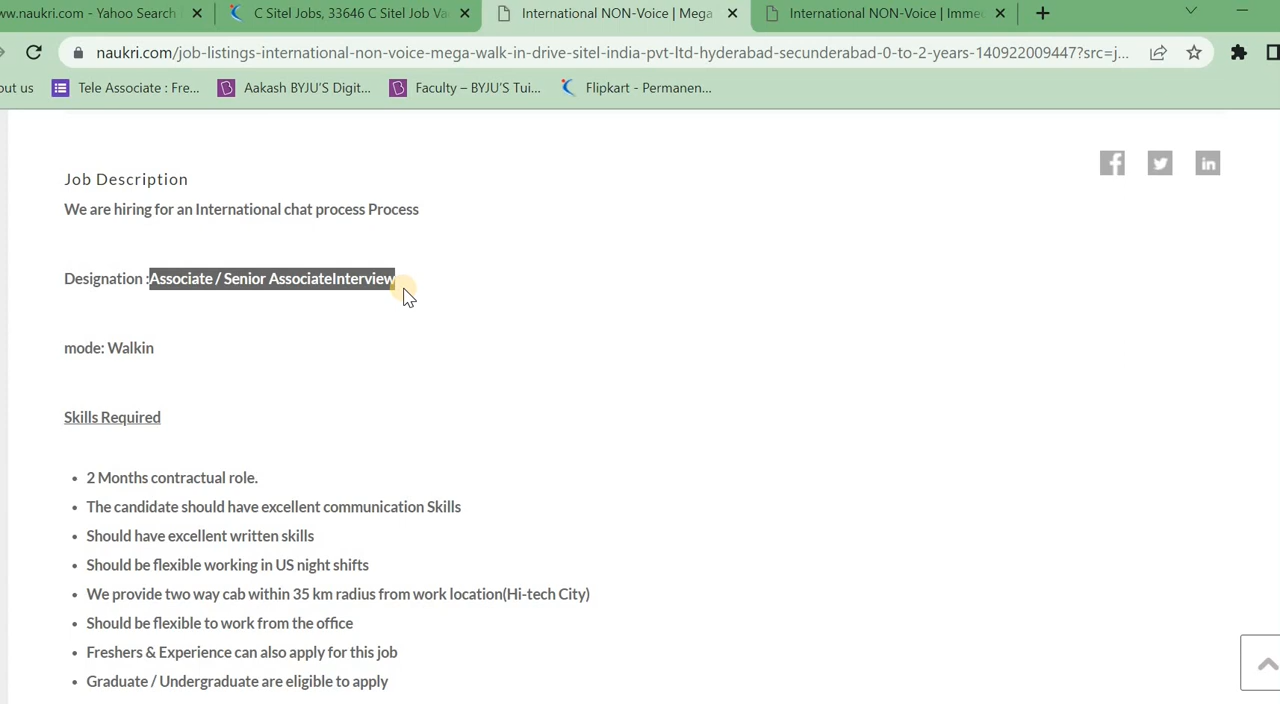 ww.naukri.com - Yahoo Search
C Sitel Jobs, 33646 C Sitel Job Va
International NON-Voice | Mega
International NON-Voice | Imme
naukri.com/job-listings-international-non-voice-mega-walk-in-drive-sitel-india-pvt-ltd-hyderabad-secunderabad-0-to-2-years-140922009447?src=j...
out us
Tele Associate : Fre...
Aakash BYJU'S Digit...
Faculty – BYJU'S Tui...
Flipkart - Permanen...
Job Description
We are hiring for an International chat process Process
Designation :Associate / Senior AssociateInterview
mode: Walkin
Skills Required
• 2 Months contractual role.
• The candidate should have excellent communication Skills
• Should have excellent written skills
• Should be flexible working in US night shifts
• We provide two way cab within 35 km radius from work location(Hi-tech City)
• Should be flexible to work from the office
• Freshers & Experience can also apply for this job
• Graduate / Undergraduate are eligible to apply